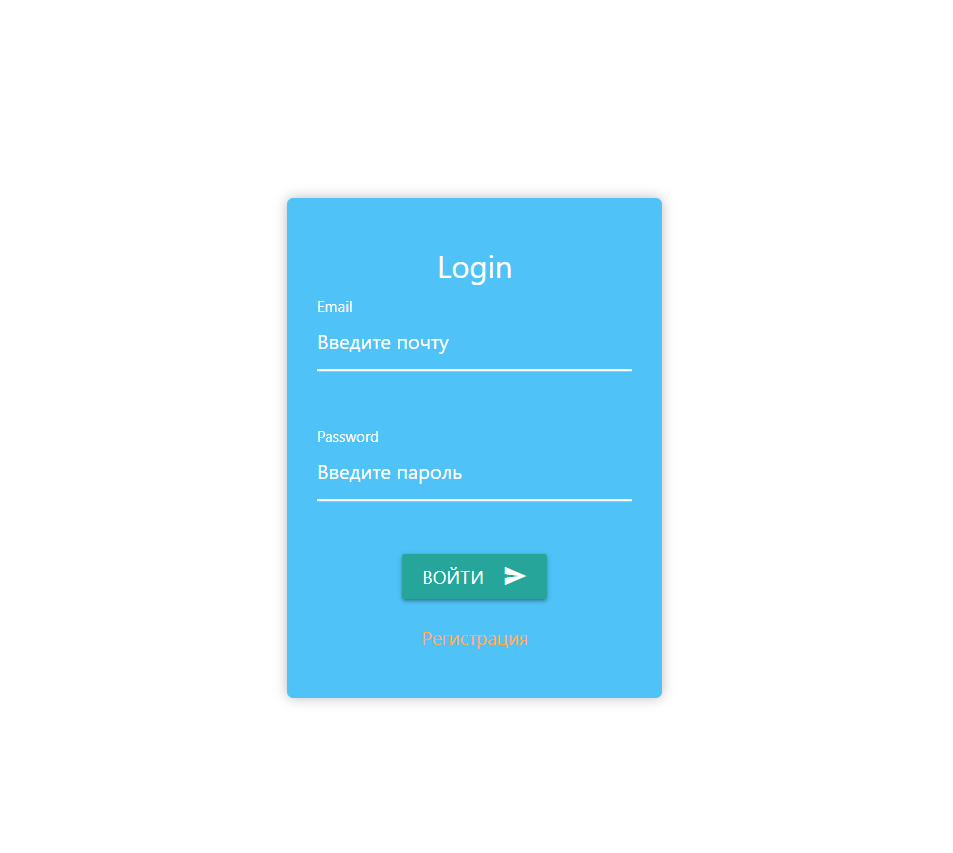 Login
Email
Введите почту
Password
Введите пароль
ВОЙТИ
Регистрация